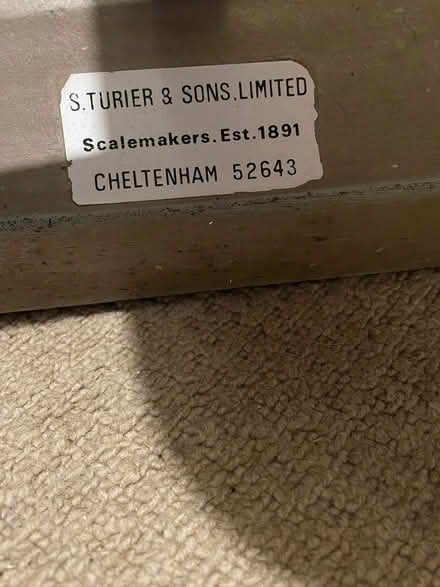 S.TURIER & SONS.LIMITED
Scalemakers.Est.1891
CHELTENHAM 52643